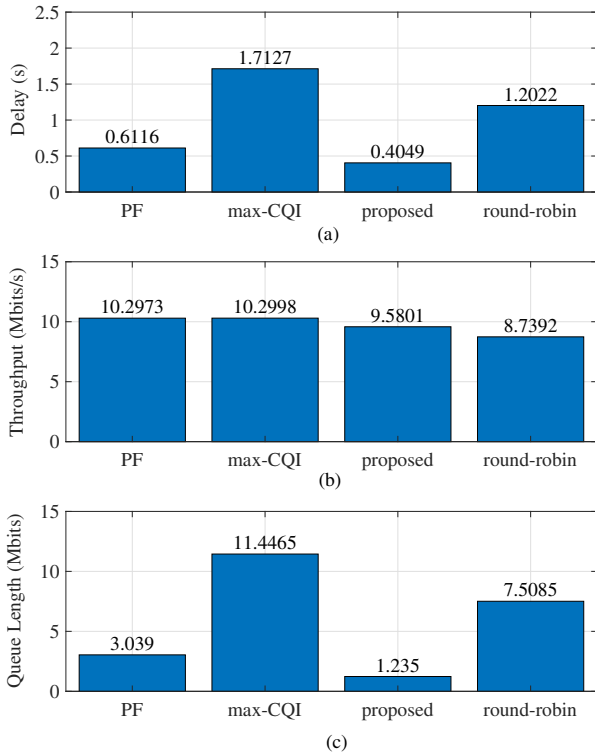 2.5
2
1.5
1
0.5
0
Delay (s)
0.6116
1.7127
0.4049
1.2022
PF max-CQI proposed round-robin
(a)
15
10
5
0
Throughput (Mbits/s)
10.2973
10.2998
9.5801
8.7392
PF max-CQI proposed round-robin
(b)
15
10
5
0
Queue Length (Mbits)
3.039
11.4465
1.235
7.5085
PF max-CQI proposed round-robin
(c)